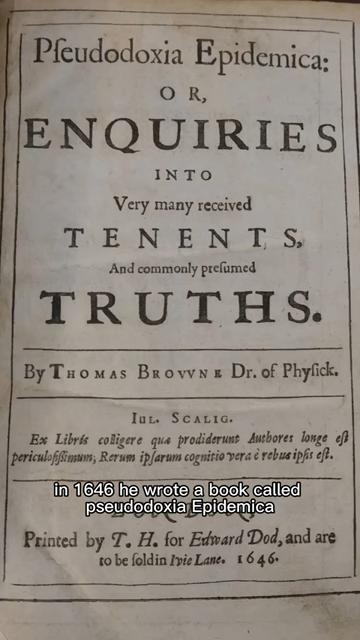 Pſeudodoxia Epidemica:
OR,
ENQUIRIES
INTO
Very many received
TENENTS,
And commonly preſumed
TRUTHS.
By THOMAS BROVVNE Dr. of Phyſick.
IUL. SCALIG.
Ex Libris colligere quæ prodiderunt Authores longe eſt
periculoſiſſimum; Rerum ipſarum cognitio vera è rebus ipſis eſt.
in 1646 he wrote a book called
pseudodoxia Epidemica
Printed by T. H. for Edward Dod, and are
to be ſold in Ivie Lane. 1646.